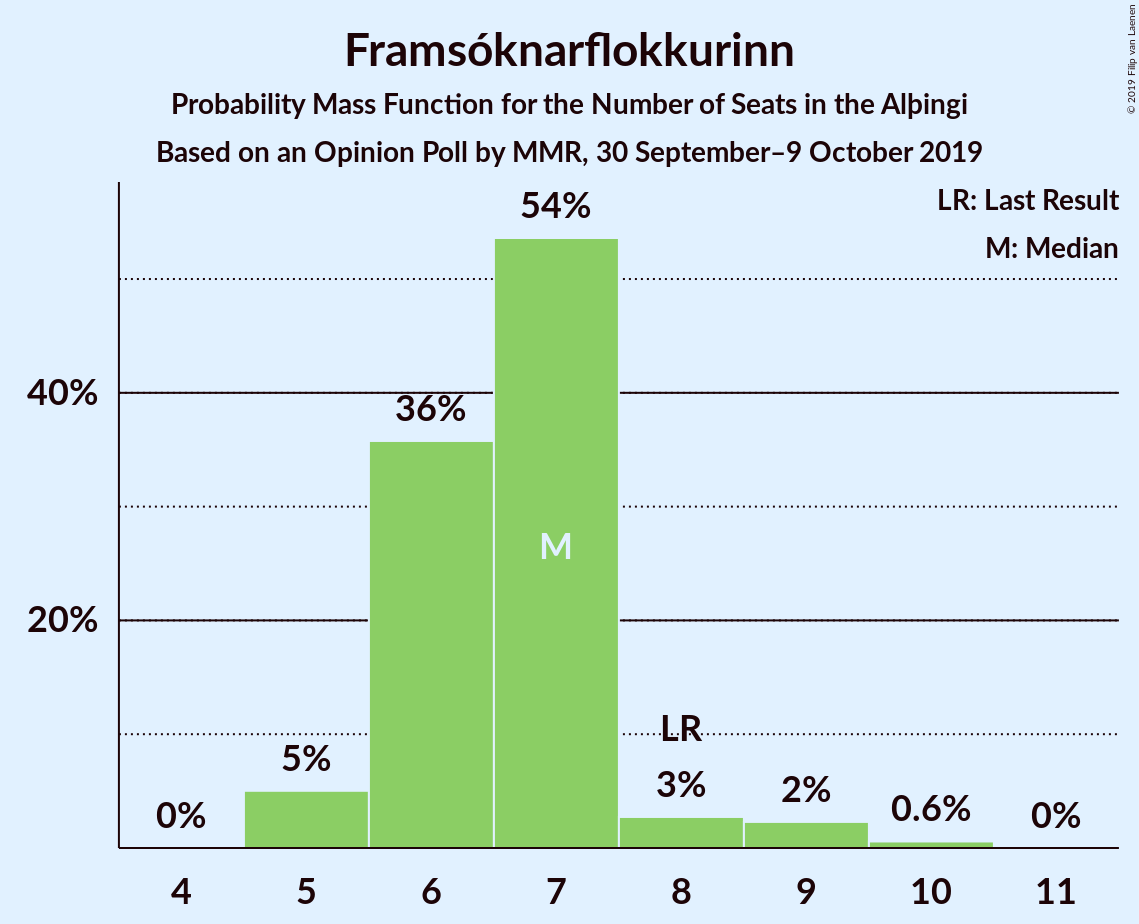 Framsóknarflokkurinn
Probability Mass Function for the Number of Seats in the Alþingi
Based on an Opinion Poll by MMR, 30 September–9 October 2019
© 2019 Filip van Laenen
LR: Last Result
M: Median
54%
40%
36%
M
20%
LR
5%
3%
2%
0%
0.6%
0%
4 5 6 7 8 9 10 11